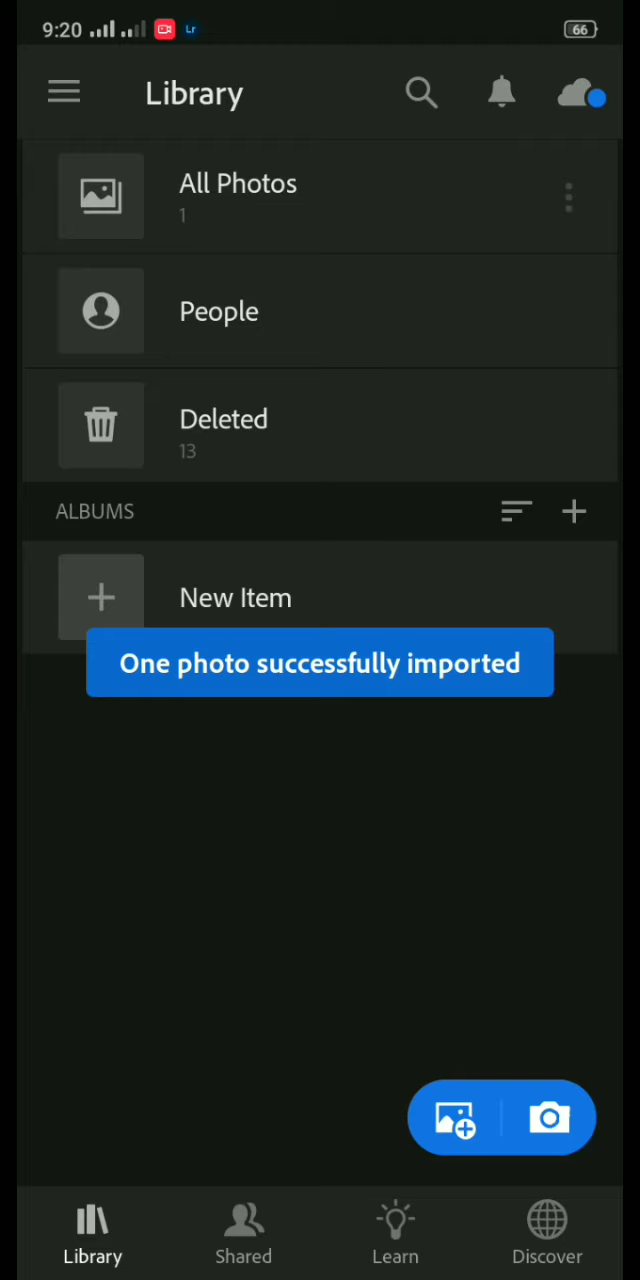 9:20 Lr 66
Library
All Photos
1
People
Deleted
13
ALBUMS
New Item
One photo successfully imported
Library Shared Learn Discover